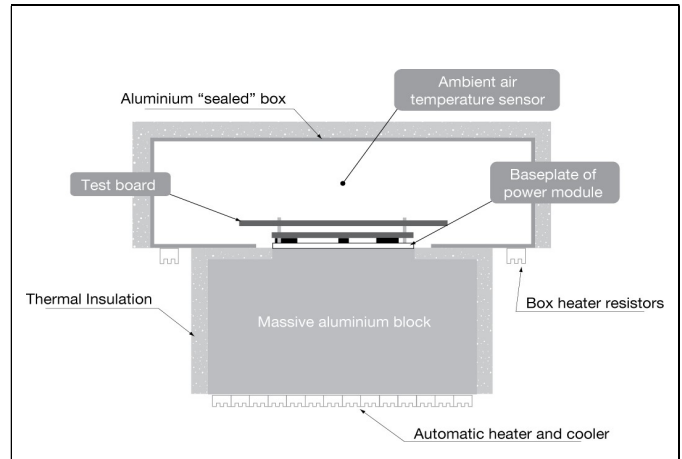 Ambient air
temperature sensor
Aluminium “sealed” box
Baseplate of
power module
Test board
Thermal Insulation
Box heater resistors
Massive aluminium block
Automatic heater and cooler